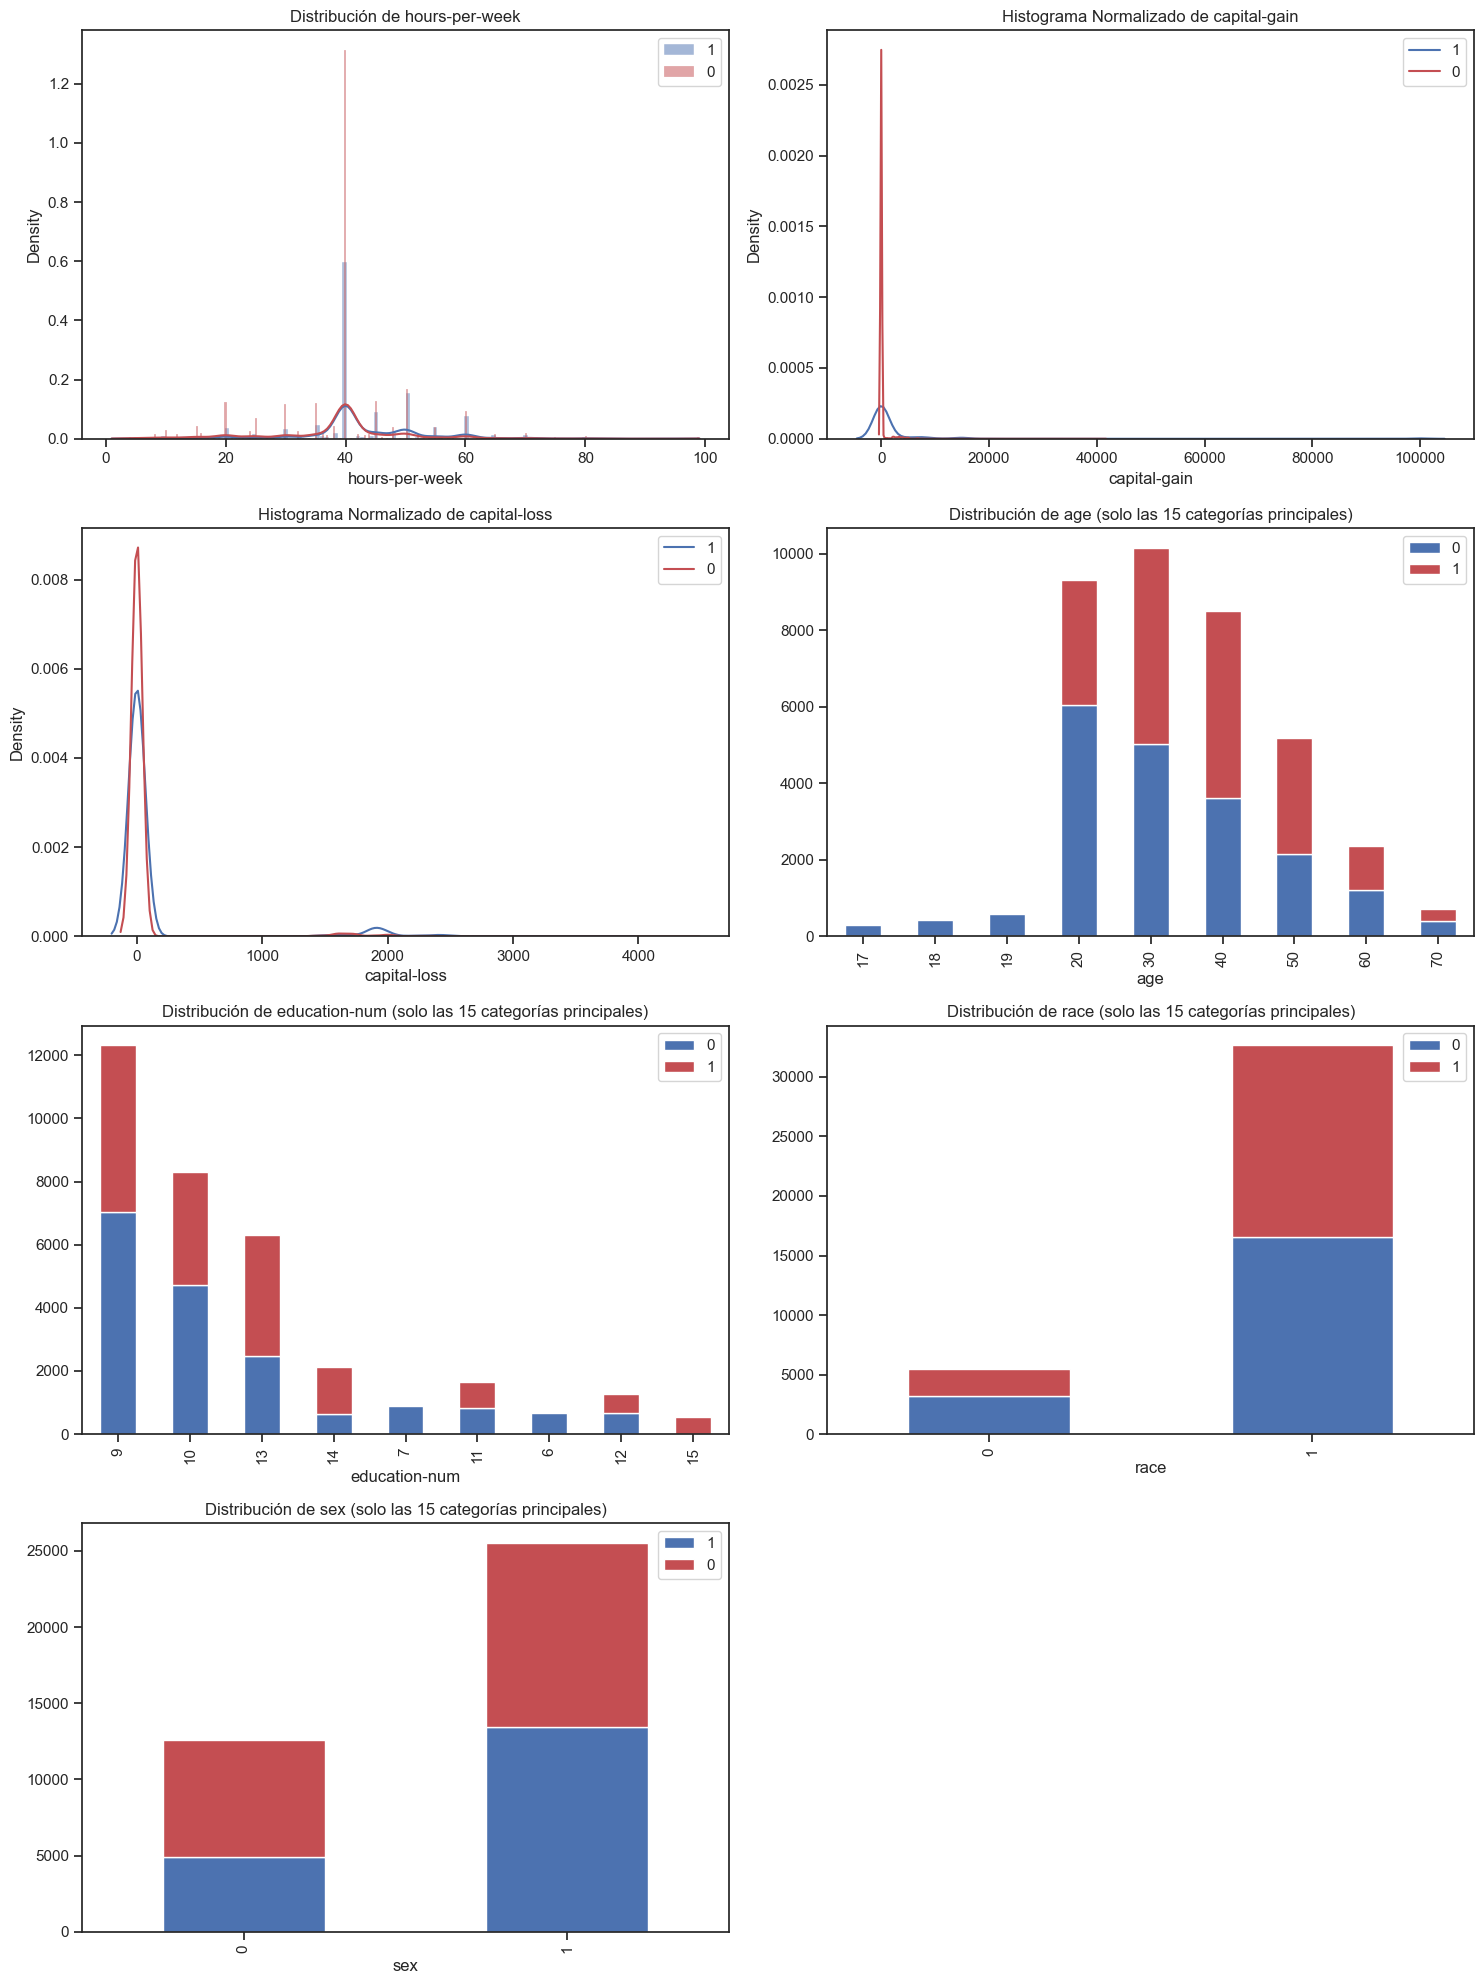 Distribución de hours-per-week
1
0
1.2
1.0
0.8
0.6
0.4
0.2
0.0
Density
0 20 40 60 80 100
hours-per-week
Histograma Normalizado de capital-gain
1
0
0.0025
0.0020
0.0015
0.0010
0.0005
0.0000
Density
0 20000 40000 60000 80000 100000
capital-gain
Histograma Normalizado de capital-loss
1
0
0.008
0.006
0.004
0.002
0.000
Density
0 1000 2000 3000 4000
capital-loss
Distribución de age (solo las 15 categorías principales)
0
1
10000
8000
6000
4000
2000
0
17 18 19 20 30 40 50 60 70
age
Distribución de education-num (solo las 15 categorías principales)
0
1
12000
10000
8000
6000
4000
2000
0
9 10 13 14 7 11 6 12 15
education-num
Distribución de race (solo las 15 categorías principales)
0
1
30000
25000
20000
15000
10000
5000
0
0 1
race
Distribución de sex (solo las 15 categorías principales)
1
0
25000
20000
15000
10000
5000
0
0 1
sex